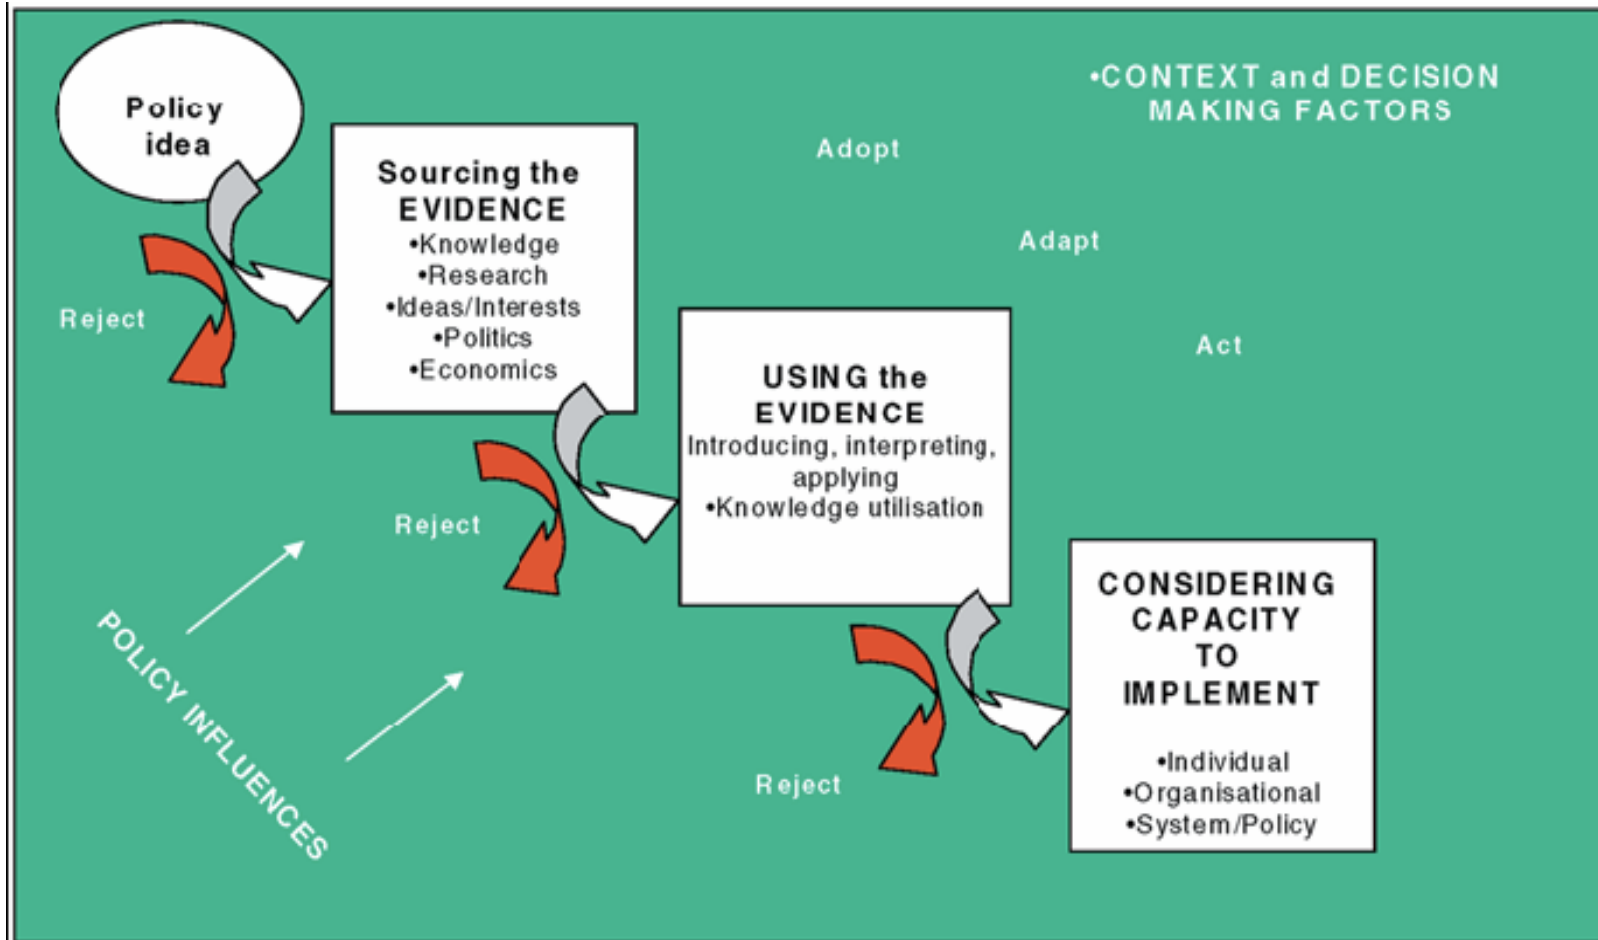 Policy
idea
•CONTEXT and DECISION
MAKING FACTORS
Sourcing the
EVIDENCE
•Knowledge
•Research
•Ideas/Interests
•Politics
•Economics
Adopt
Adapt
Act
Reject
USING the
EVIDENCE
Introducing, interpreting,
applying
•Knowledge utilisation
Reject
CONSIDERING
CAPACITY
TO
IMPLEMENT
•Individual
•Organisational
•System/Policy
Reject
POLICY INFLUENCES